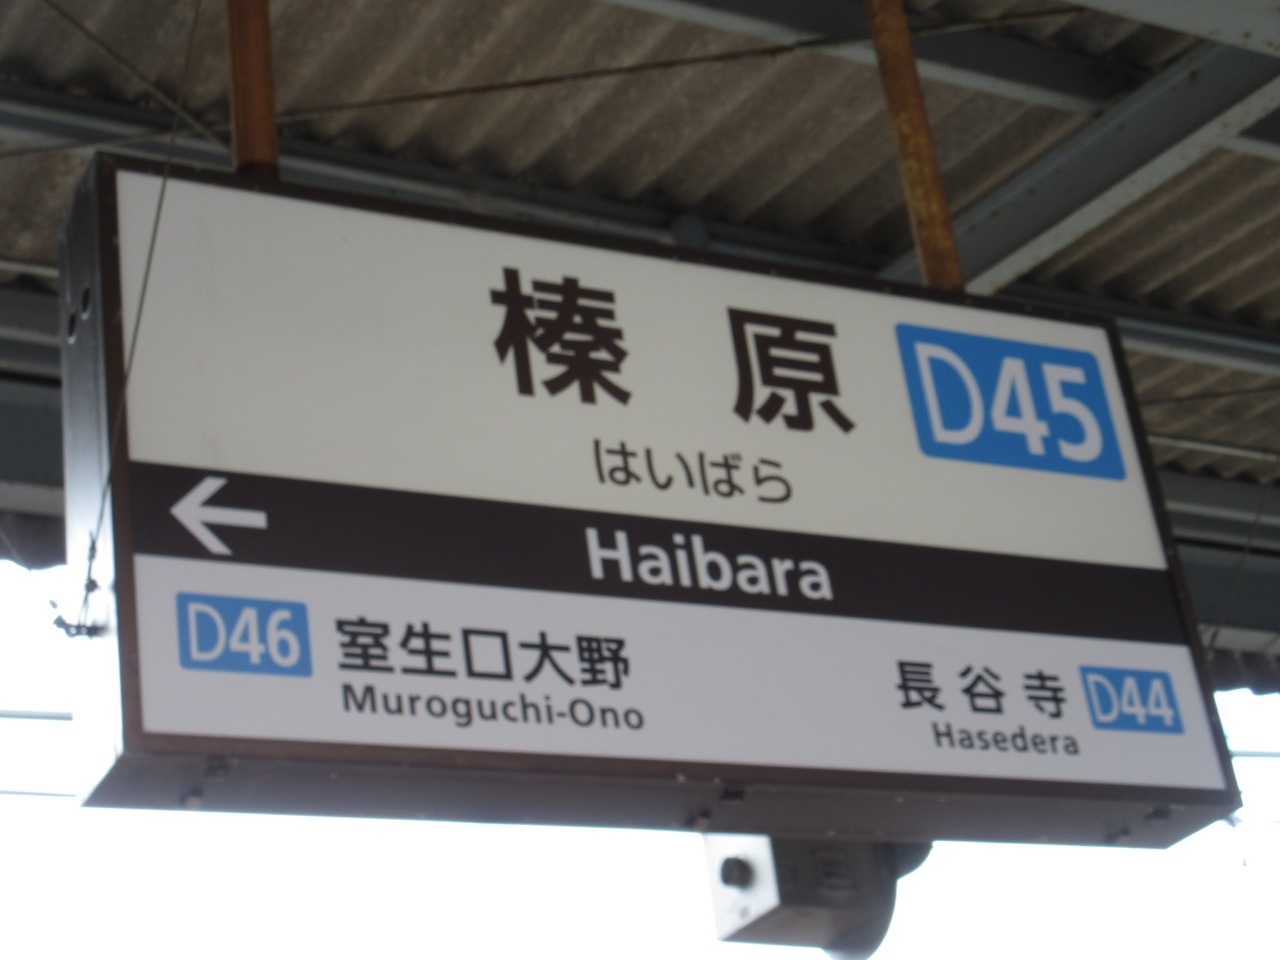 榛原 D45
はいばら
← Haibara
D46 室生口大野
Muroguchi-Ono
長谷寺 D44
Hasedera